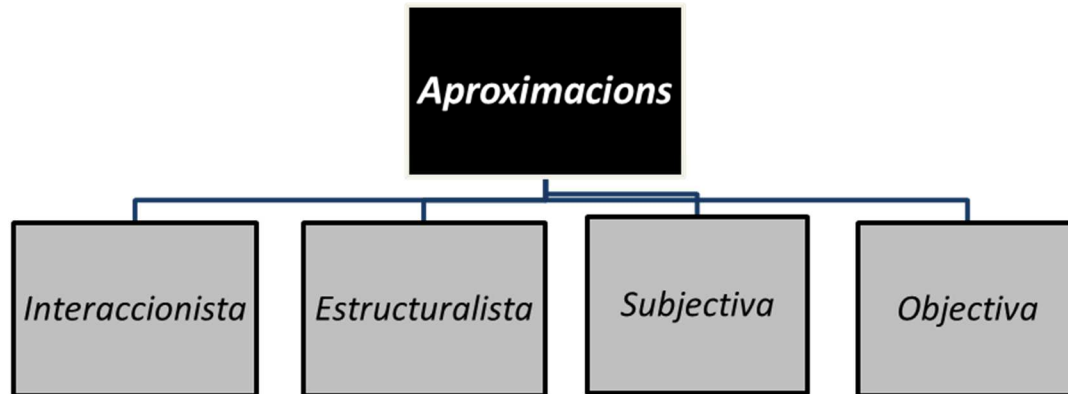 Aproximacions
Interaccionista
Estructuralista
Subjectiva
Objectiva